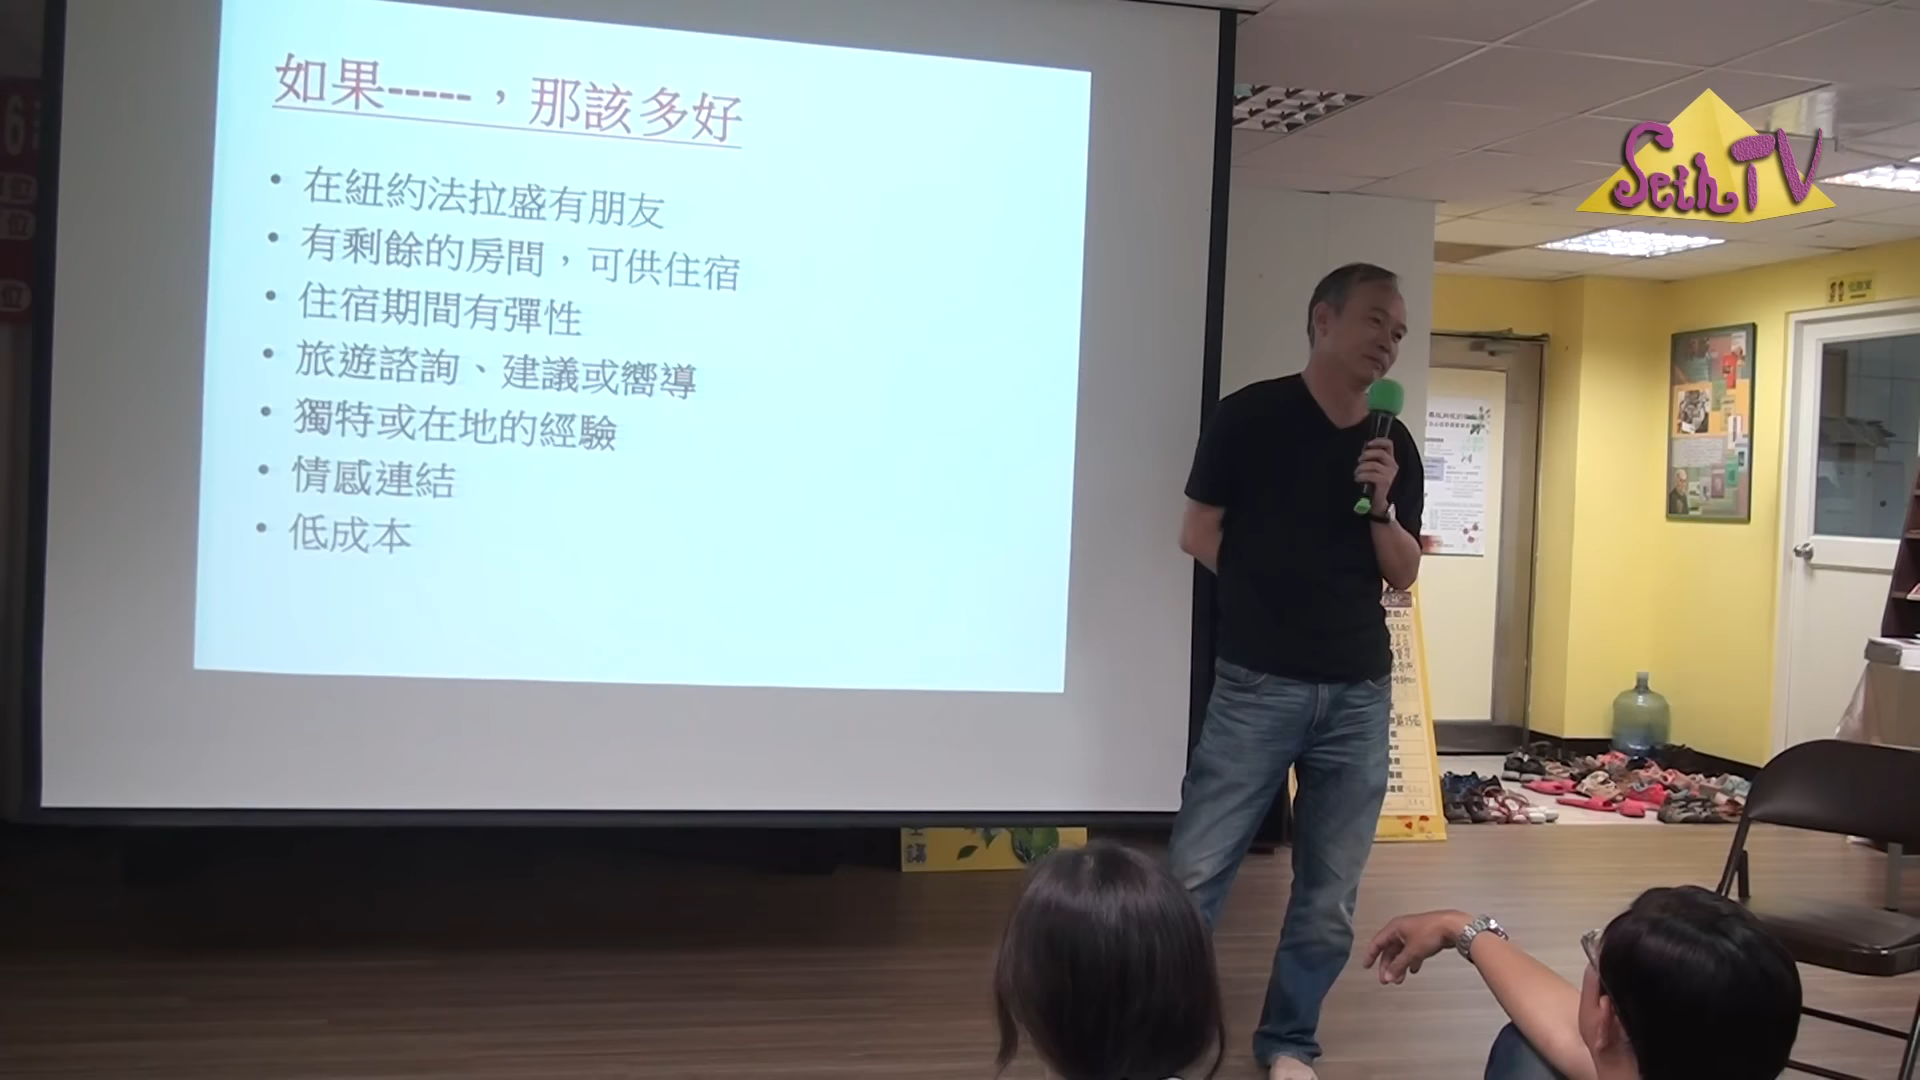 如果-----，那該多好
• 在紐約法拉盛有朋友
• 有剩餘的房間，可供住宿
• 住宿期間有彈性
• 旅遊諮詢、建議或嚮導
• 獨特或在地的經驗
• 情感連結
• 低成本
Seth TV